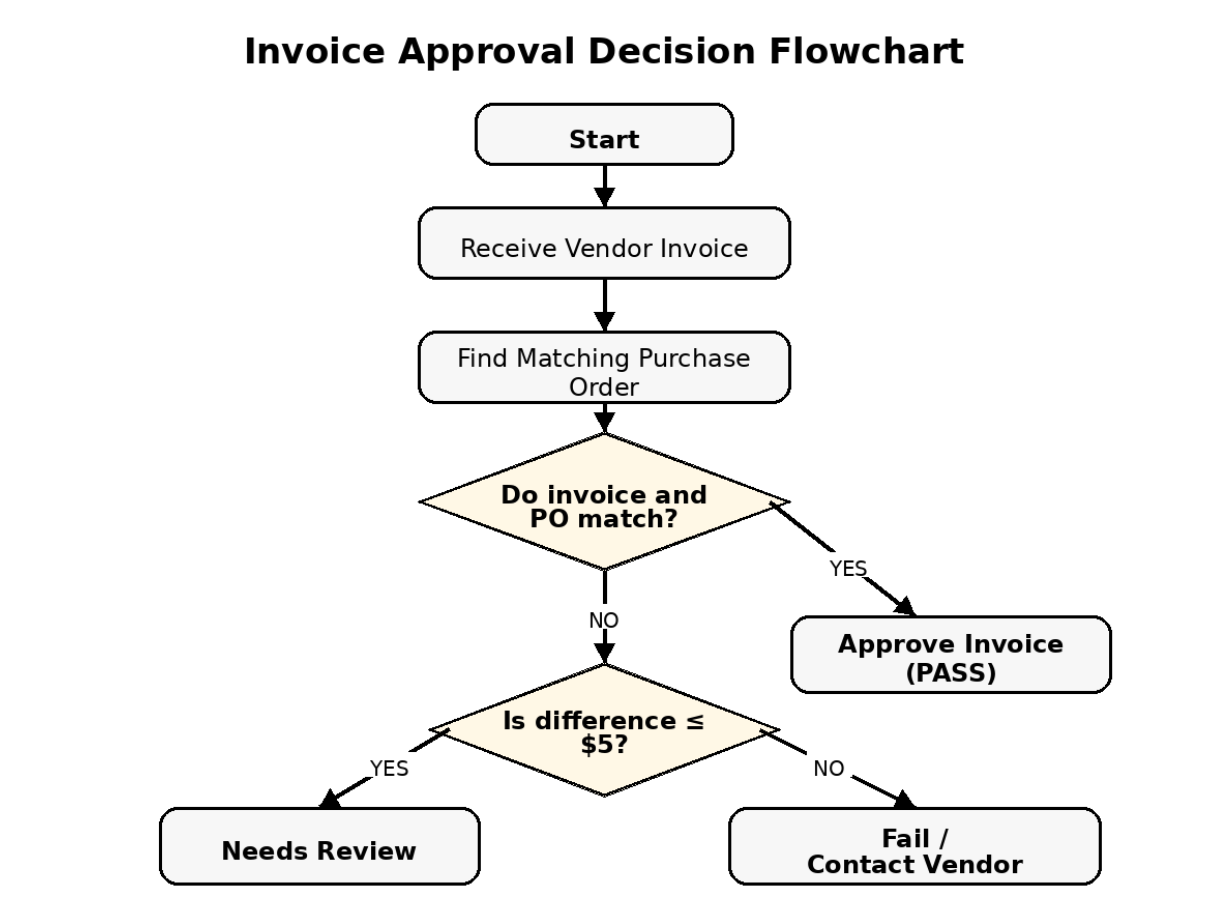 Invoice Approval Decision Flowchart
Start
Receive Vendor Invoice
Find Matching Purchase
Order
Do invoice and
PO match?
YES
NO
Approve Invoice
(PASS)
Is difference ≤
$5?
YES
NO
Needs Review
Fail /
Contact Vendor